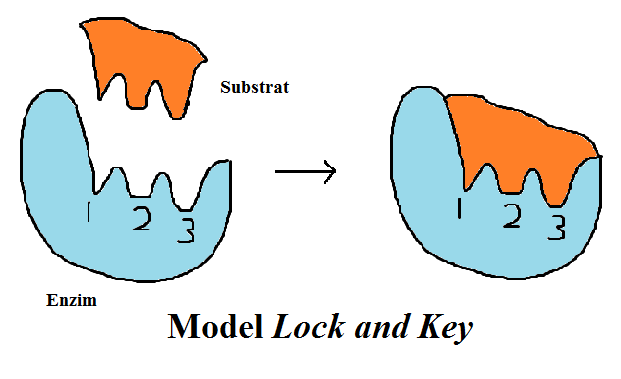 Substrat
1 2 3
1 2 3
Enzim
Model Lock and Key